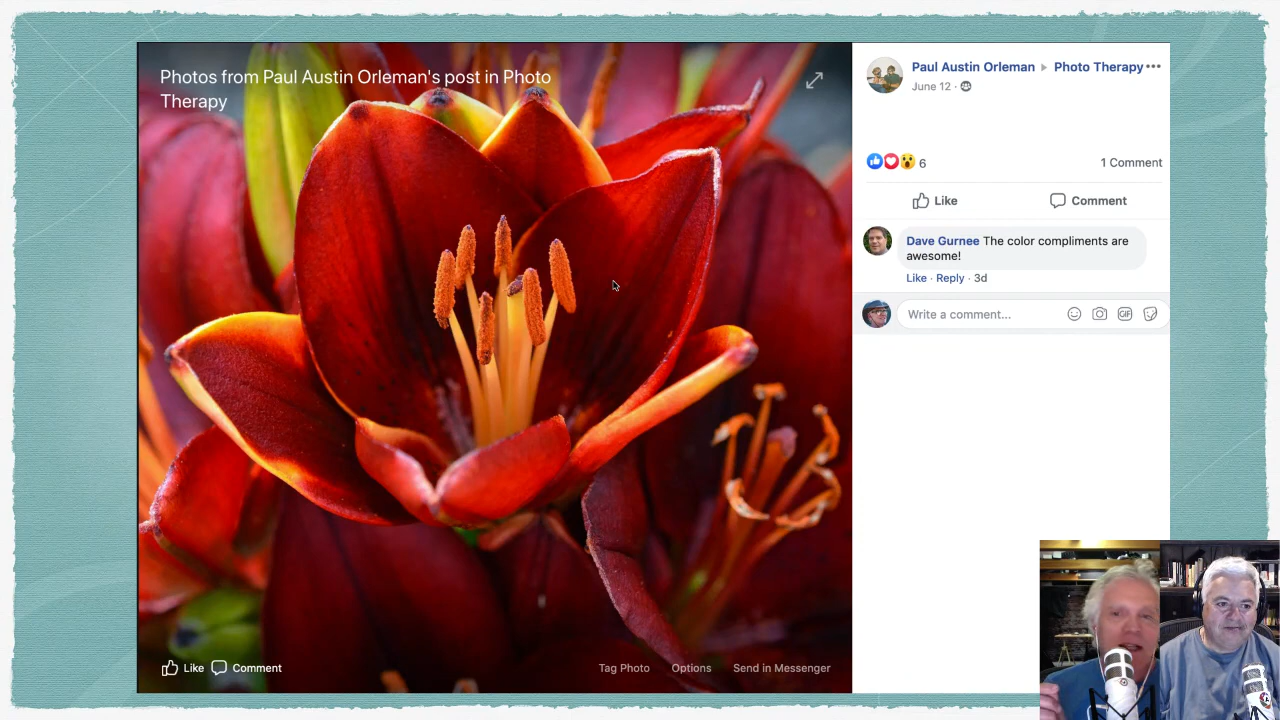 Photos from Paul Austin Orleman's post in Photo
Therapy
Paul Austin Orleman ▸ Photo Therapy
June 12 ·
6
1 Comment
Like
Comment
Dave Gurnee The color compliments are
awesome!
Like · Reply · 3d
Write a comment...
GIF
Like
Comment
Tag Photo
Options
Send in Messenger